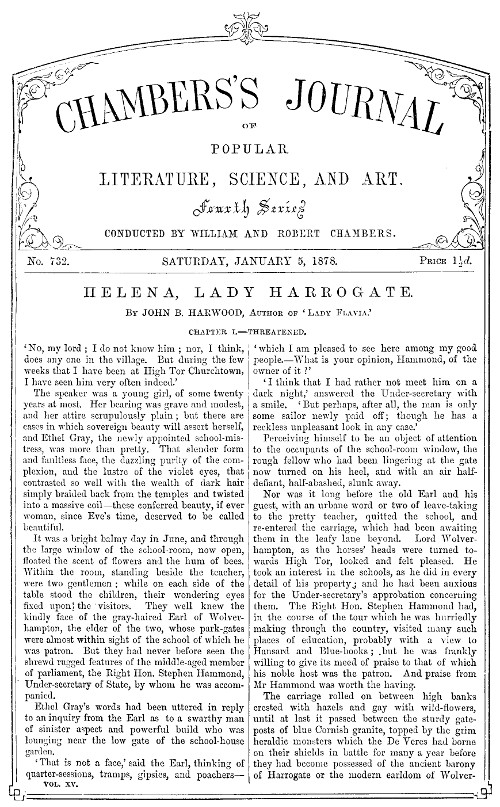 CHAMBERS'S JOURNAL
OF
POPULAR
LITERATURE, SCIENCE, AND ART.
Fourth Series
CONDUCTED BY WILLIAM AND ROBERT CHAMBERS.
No. 732.
SATURDAY, JANUARY 5, 1878.
PRICE 1½d.
HELENA, LADY HARROGATE.
BY JOHN B. HARWOOD, AUTHOR OF 'LADY FLAVIA.'
CHAPTER I.—THREATENED.
'No, my lord; I do not know him; nor, I think,
does any one in the village. But during the few
weeks that I have been at High Tor Churchtown,
I have seen him very often indeed.'
The speaker was a young girl, of some twenty
years at most. Her bearing was grave and modest,
and her attire scrupulously plain; but there are
cases in which sovereign beauty will assert herself,
and Ethel Gray, the newly appointed school-mis-
tress, was more than pretty. That slender form
and faultless face, the dazzling purity of the com-
plexion, and the lustre of the violet eyes, that
contrasted so well with the wealth of dark hair
simply braided back from the temples and twisted
into a massive coil—these conferred beauty, if ever
woman, since Eve's time, deserved to be called
beautiful.
It was a bright balmy day in June, and through
the large window of the school-room, now open,
floated the scent of flowers and the hum of bees.
Within the room, standing beside the teacher,
were two gentlemen; while on each side of the
table stood the children, their wondering eyes
fixed upon the visitors. They well knew the
kindly face of the gray-haired Earl of Wolver-
hampton, the elder of the two, whose park-gates
were almost within sight of the school of which he
was patron. But they had never before seen the
shrewd rugged features of the middle-aged member
of parliament, the Right Hon. Stephen Hammond,
Under-secretary of State, by whom he was accom-
panied.
Ethel Gray's words had been uttered in reply
to an inquiry from the Earl as to a swarthy man
of sinister aspect and powerful build who was
lounging near the low gate of the school-house
garden.
'That is not a face,' said the Earl, thinking of
quarter-sessions, tramps, gipsies, and poachers—
VOL. XV.
'which I am pleased to see here among my good
people.—What is your opinion, Hammond, of the
owner of it?'
'I think that I had rather not meet him on a
dark night,' answered the Under-secretary with
a smile. 'But perhaps, after all, the man is only
some sailor newly paid off; though he has a
reckless unpleasant look in any case.'
Perceiving himself to be an object of attention
to the occupants of the school-room window, the
rough fellow who had been lingering at the gate
now turned on his heel, and with an air half-
defiant, half-abashed, slunk away.
Nor was it long before the old Earl and his
guest, with an urbane word or two of leave-taking
to the pretty teacher, quitted the school, and
re-entered the carriage, which had been awaiting
them in the leafy lane beyond. Lord Wolver-
hampton, as the horses' heads were turned to-
wards High Tor, looked and felt pleased. He
took an interest in the schools, as he did in every
detail of his property; and he had been anxious
for the Under-secretary's approbation concerning
them. The Right Hon. Stephen Hammond had,
in the course of the tour which he was hurriedly
making through the country, visited many such
places of education, probably with a view to
Hansard and Blue-books; but he was frankly
willing to give its meed of praise to that of which
his noble host was the patron. And praise from
Mr Hammond was worth the having.
The carriage rolled on between high banks
crested with hazels and gay with wild-flowers,
until at last it passed between the sturdy gate-
posts of blue Cornish granite, topped by the grim
heraldic monsters which the De Veres had borne
on their shields in battle for many a year before
they had become possessed of the ancient barony
of Harrogate or the modern earldom of Wolver-